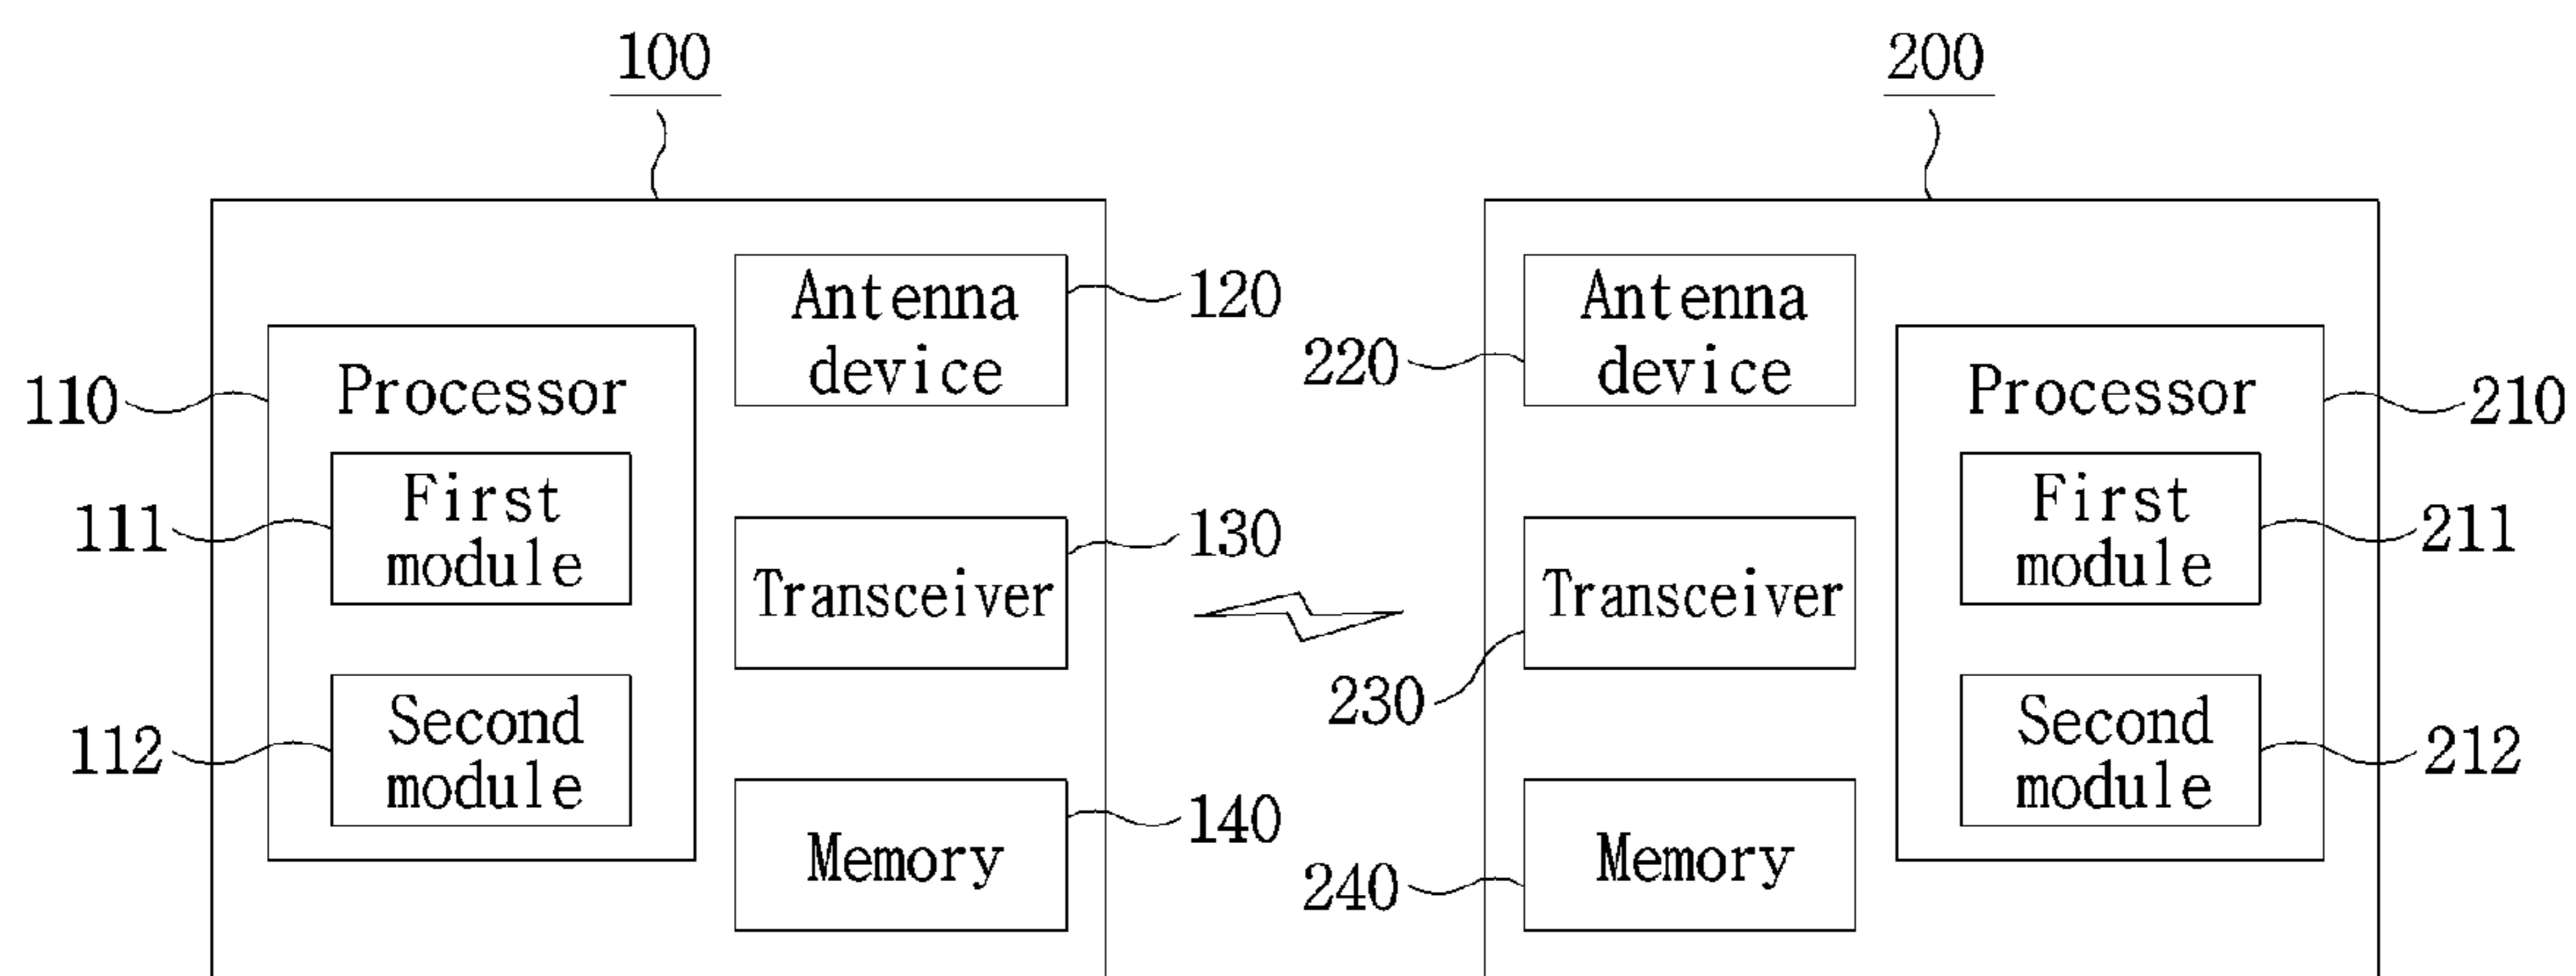 100
200
Antenna
device
120
Processor
110
First
module
111
Transceiver
130
Second
module
112
Memory
140
Antenna
device
220
Processor
210
First
module
211
Transceiver
230
Second
module
212
Memory
240